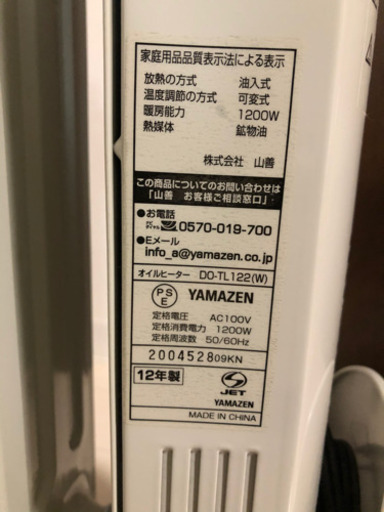 家庭用品品質表示法による表示
放熱の方式 油入式
温度調節の方式 可変式
暖房能力 1200W
熱媒体 鉱物油
株式会社 山善
この商品についてのお問い合わせは
「山善 お客様ご相談窓口」
●お電話
0570-019-700
●Eメール
info_a@yamazen.co.jp
オイルヒーター DO-TL122(W)
PSE YAMAZEN
定格電圧 AC100V
定格消費電力 1200W
定格周波数 50/60Hz
20045280​9KN
12年製
JET
YAMAZEN
MADE IN CHINA